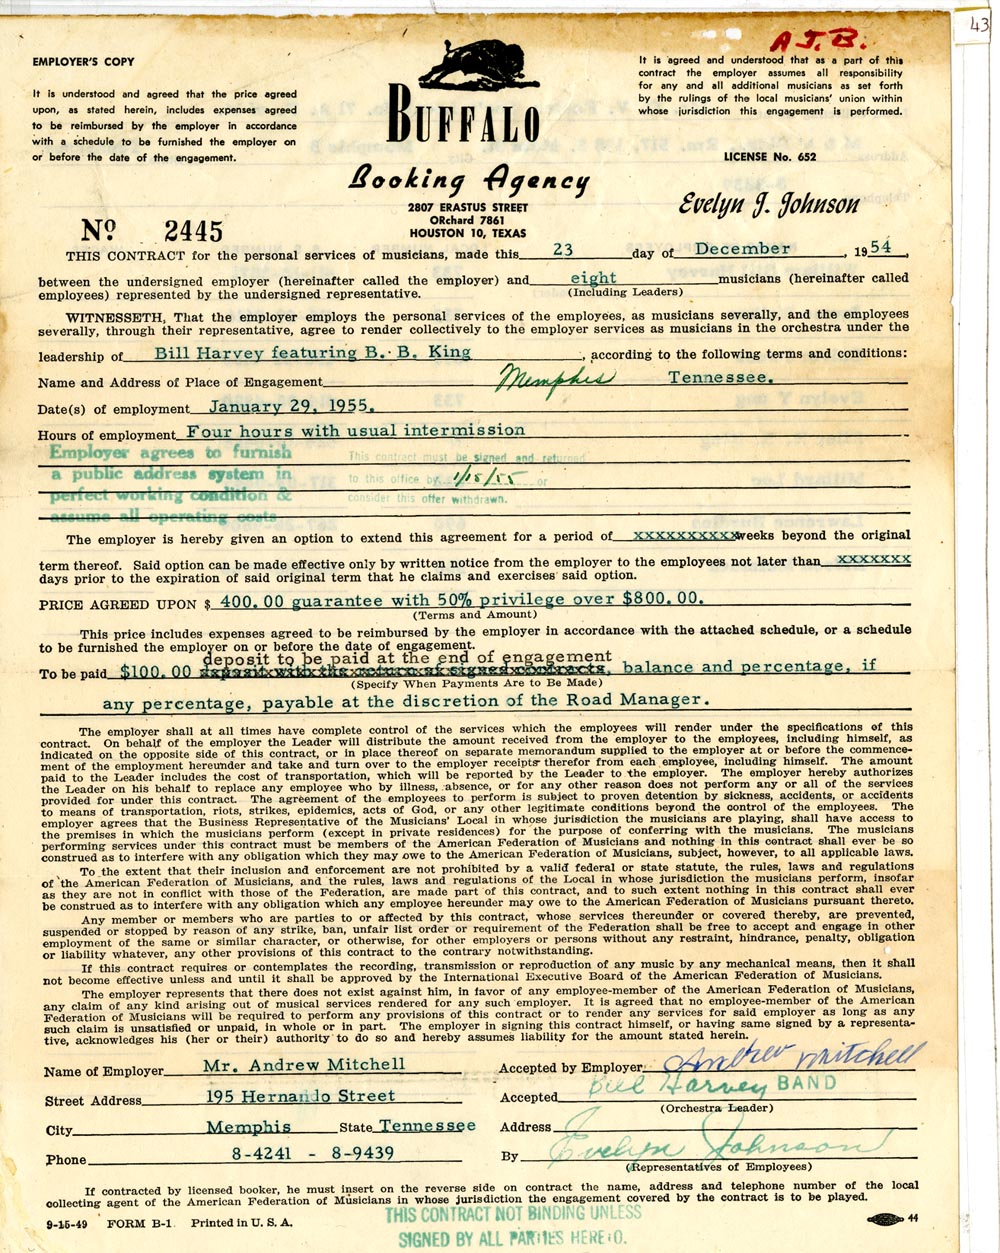 43
A.J.B.
EMPLOYER'S COPY
It is understood and agreed that the price agreed
upon, as stated herein, includes expenses agreed
to be reimbursed by the employer in accordance
with a schedule to be furnished the employer on
or before the date of the engagement.
BUFFALO
Booking Agency
2807 ERASTUS STREET
ORchard 7861
HOUSTON 10, TEXAS
It is agreed and understood that as a part of this
contract the employer assumes all responsibility
for any and all additional musicians as set forth
by the rulings of the local musicians' union within
whose jurisdiction this engagement is performed.
LICENSE No. 652
Evelyn J. Johnson
No 2445
THIS CONTRACT for the personal services of musicians, made this 23 day of December, 1954,
between the undersigned employer (hereinafter called the employer) and eight musicians (hereinafter called
(Including Leaders)
employees) represented by the undersigned representative.
WITNESSETH, That the employer employs the personal services of the employees, as musicians severally, and the employees
severally, through their representative, agree to render collectively to the employer services as musicians in the orchestra under the
leadership of Bill Harvey featuring B. B. King, according to the following terms and conditions:
Name and Address of Place of Engagement Memphis Tennessee.
Date(s) of employment January 29, 1955.
Hours of employment Four hours with usual intermission
Employer agrees to furnish
a public address system in
perfect working condition &
assume all operating costs
This contract must be signed and returned
to this office by 1/15/55 or
consider this offer withdrawn.
The employer is hereby given an option to extend this agreement for a period of xxxxxxxxxxx weeks beyond the original
term thereof. Said option can be made effective only by written notice from the employer to the employees not later than xxxxxxx
days prior to the expiration of said original term that he claims and exercises said option.
PRICE AGREED UPON $ 400.00 guarantee with 50% privilege over $800.00.
(Terms and Amount)
This price includes expenses agreed to be reimbursed by the employer in accordance with the attached schedule, or a schedule
to be furnished the employer on or before the date of engagement.
deposit to be paid at the end of engagement
To be paid $100.00 deposit with the return of signed contracts, balance and percentage, if
(Specify When Payments Are to Be Made)
any percentage, payable at the discretion of the Road Manager.
The employer shall at all times have complete control of the services which the employees will render under the specifications of this
contract. On behalf of the employer the Leader will distribute the amount received from the employer to the employees, including himself, as
indicated on the opposite side of this contract, or in place thereof on separate memorandum supplied to the employer at or before the commence-
ment of the employment hereunder and take and turn over to the employer receipts therefor from each employee, including himself. The amount
paid to the Leader includes the cost of transportation, which will be reported by the Leader to the employer. The employer hereby authorizes
the Leader on his behalf to replace any employee who by illness, absence, or for any other reason does not perform any or all of the services
provided for under this contract. The agreement of the employees to perform is subject to proven detention by sickness, accidents, or accidents
to means of transportation, riots, strikes, epidemics, acts of God, or any other legitimate conditions beyond the control of the employees. The
employer agrees that the Business Representative of the Musicians' Local in whose jurisdiction the musicians are playing, shall have access to
the premises in which the musicians perform (except in private residences) for the purpose of conferring with the musicians. The musicians
performing services under this contract must be members of the American Federation of Musicians and nothing in this contract shall ever be so
construed as to interfere with any obligation which they may owe to the American Federation of Musicians, subject, however, to all applicable laws.
To the extent that their inclusion and enforcement are not prohibited by a valid federal or state statute, the rules, laws and regulations
of the American Federation of Musicians, and the rules, laws and regulations of the Local in whose jurisdiction the musicians perform, insofar
as they are not in conflict with those of the Federation, are made part of this contract, and to such extent nothing in this contract shall ever
be construed as to interfere with any obligation which any employee hereunder may owe to the American Federation of Musicians pursuant thereto.
Any member or members who are parties to or affected by this contract, whose services thereunder or covered thereby, are prevented,
suspended or stopped by reason of any strike, ban, unfair list order or requirement of the Federation shall be free to accept and engage in other
employment of the same or similar character, or otherwise, for other employers or persons without any restraint, hindrance, penalty, obligation
or liability whatever, any other provisions of this contract to the contrary notwithstanding.
If this contract requires or contemplates the recording, transmission or reproduction of any music by any mechanical means, then it shall
not become effective unless and until it shall be approved by the International Executive Board of the American Federation of Musicians.
The employer represents that there does not exist against him, in favor of any employee-member of the American Federation of Musicians,
any claim of any kind arising out of musical services rendered for any such employer. It is agreed that no employee-member of the American
Federation of Musicians will be required to perform any provisions of this contract or to render any services for said employer as long as any
such claim is unsatisfied or unpaid, in whole or in part. The employer in signing this contract himself, or having same signed by a representa-
tive, acknowledges his (her or their) authority to do so and hereby assumes liability for the amount stated herein.
Name of Employer Mr. Andrew Mitchell
Street Address 195 Hernando Street
City Memphis State Tennessee
Phone 8-4241 - 8-9439
Accepted by Employer Andrew Mitchell
Accepted Bill Harvey BAND
(Orchestra Leader)
Address
By Evelyn Johnson
(Representatives of Employees)
If contracted by licensed booker, he must insert on the reverse side on contract the name, address and telephone number of the local
collecting agent of the American Federation of Musicians in whose jurisdiction the engagement covered by the contract is to be played.
9-15-49 FORM B-1 Printed in U. S. A.
THIS CONTRACT NOT BINDING UNLESS
SIGNED BY ALL PARTIES HERETO.
44